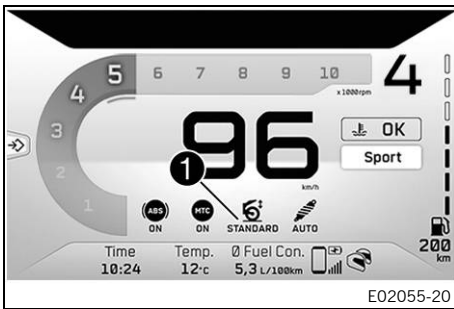 1 2 3 4 5 6 7 8 9 10
x 1000rpm
4
96
km/h
OK
Sport
1
ABS MTC
ON ON STANDARD AUTO
Time Temp. Ø Fuel Con.
10:24 12°C 5,3 L/100km
200
km
E02055-20